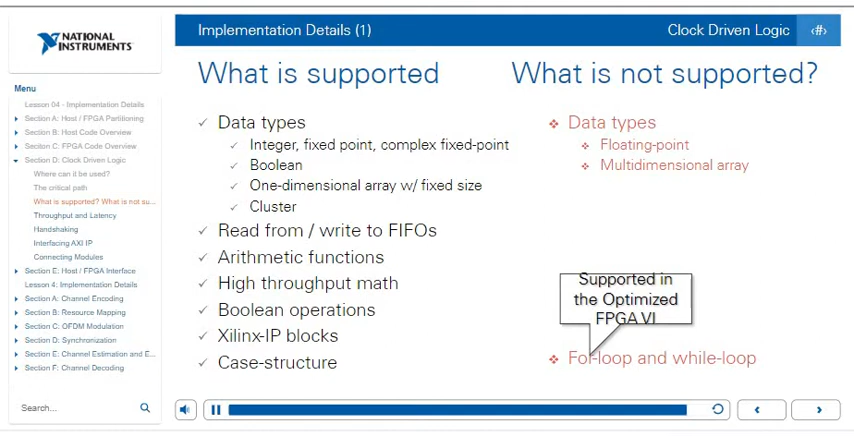 NATIONAL
INSTRUMENTS
Menu
Lesson 04 - Implementation Details
Section A: Host / FPGA Partitioning
Section B: Host Code Overview
Section C: FPGA Code Overview
Section D: Clock Driven Logic
Where can it be used?
The critical path
What is supported? What is not su...
Throughput and Latency
Handshaking
Interfacing AXI IP
Connecting Modules
Section E: Host / FPGA Interface
Lesson 4: Implementation Details
Section A: Channel Encoding
Section B: Resource Mapping
Section C: OFDM Modulation
Section D: Synchronization
Section E: Channel Estimation and E...
Section F: Channel Decoding
Search...
Implementation Details (1)
Clock Driven Logic
‹#›
What is supported
Data types
Integer, fixed point, complex fixed-point
Boolean
One-dimensional array w/ fixed size
Cluster
Read from / write to FIFOs
Arithmetic functions
High throughput math
Boolean operations
Xilinx-IP blocks
Case-structure
What is not supported?
Data types
Floating-point
Multidimensional array
Supported in
the Optimized
FPGA VI
For-loop and while-loop